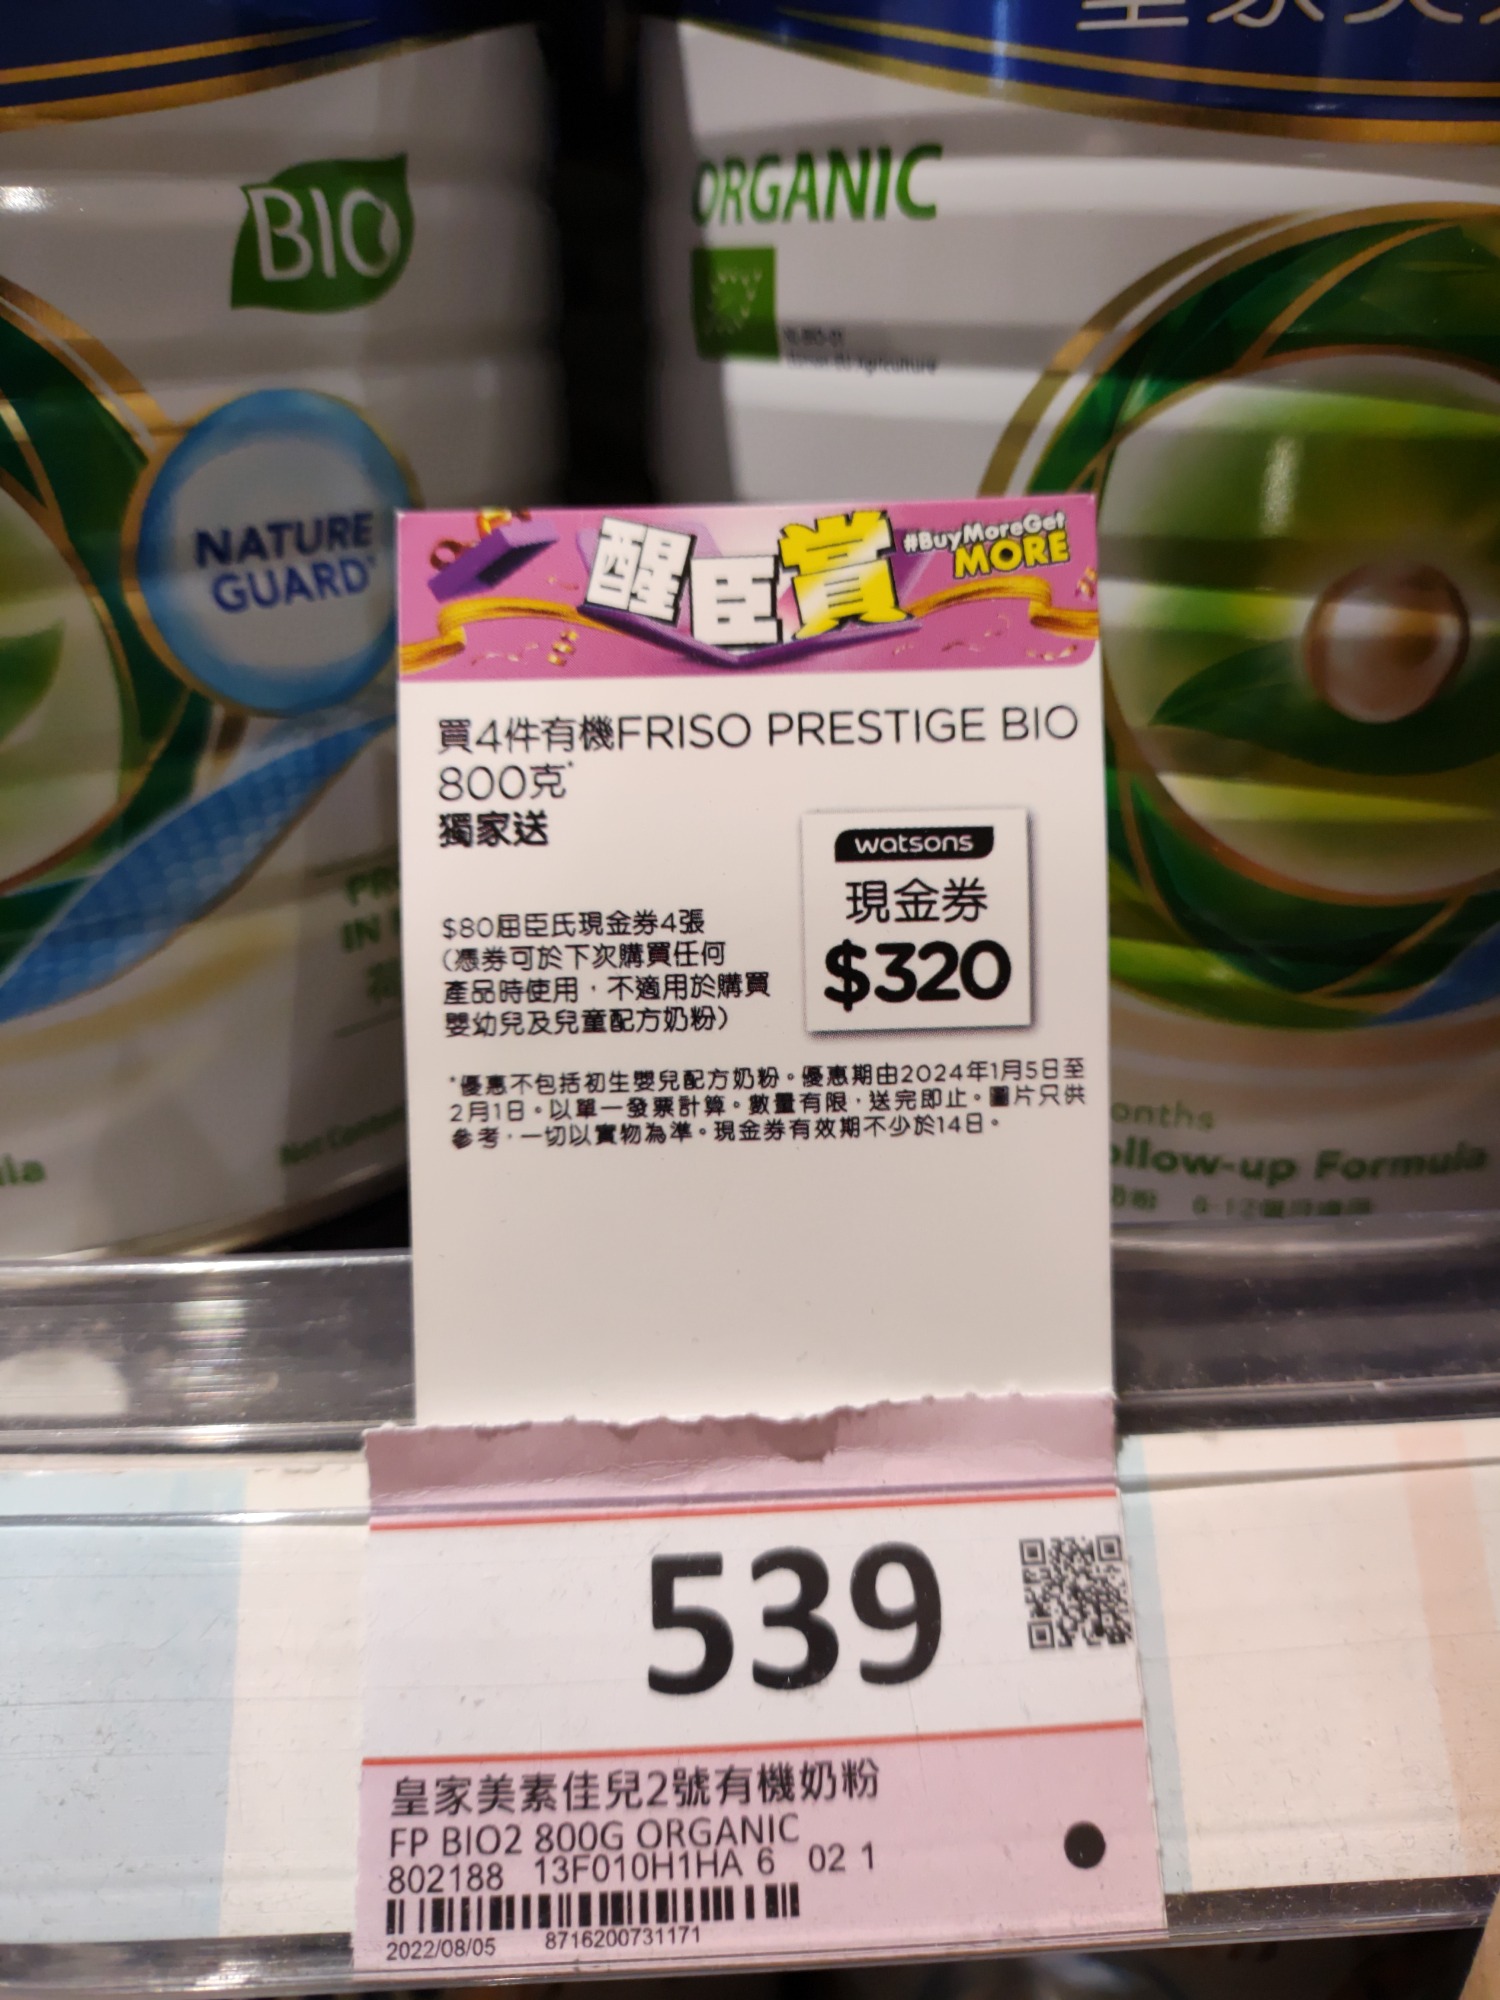 皇家美素
BIO
ORGANIC
NATURE
GUARD
醒臣賞
#BuyMoreGet
MORE
買4件有機FRISO PRESTIGE BIO
800克*
獨家送
watsons
現金券
$320
$80屈臣氏現金券4張
(憑券可於下次購買任何
產品時使用，不適用於購買
嬰幼兒及兒童配方奶粉)
*優惠不包括初生嬰兒配方奶粉。優惠期由2024年1月5日至
2月1日。以單一發票計算。數量有限，送完即止。圖片只供
參考，一切以實物為準。現金券有效期不少於14日。
onths
ollow-up Formula
539
皇家美素佳兒2號有機奶粉
FP BIO2 800G ORGANIC
802188 13F010H1HA 6 02 1
2022/08/05 8716200731171